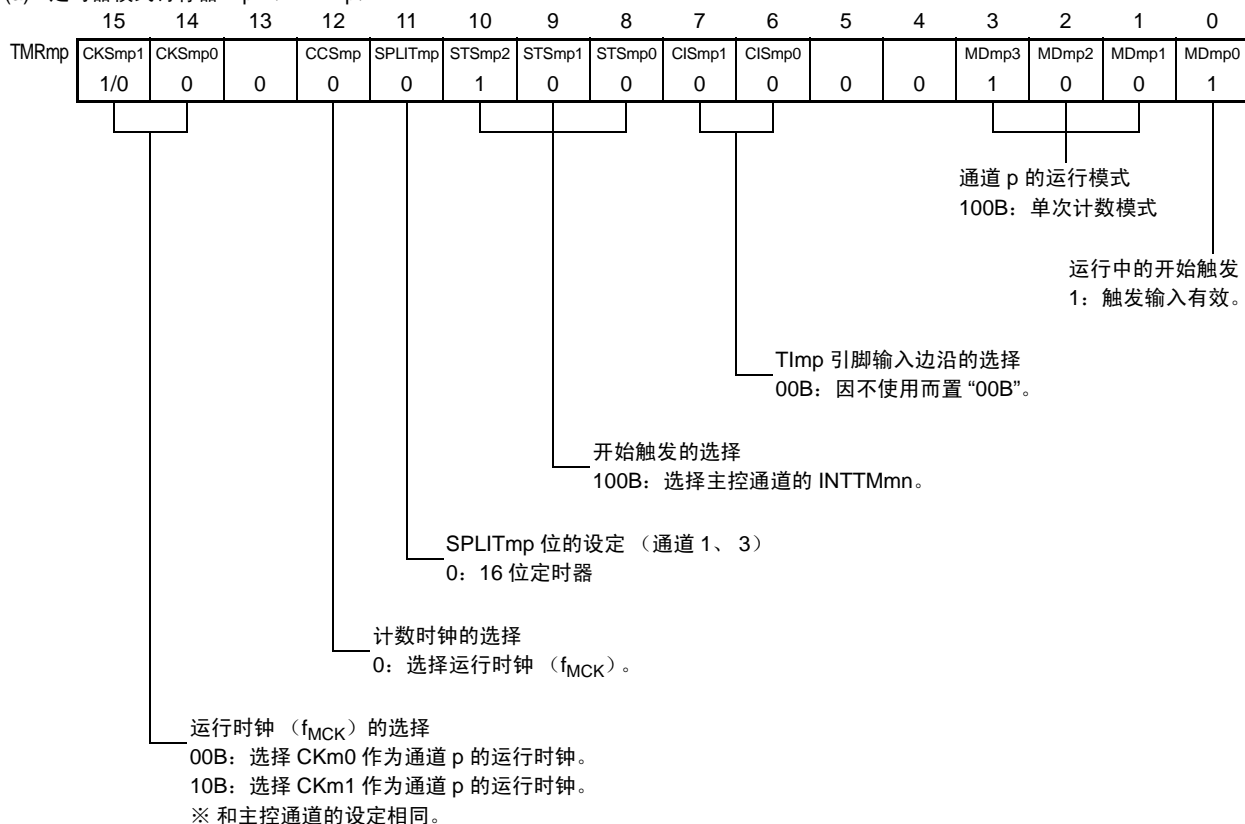 15 14 13 12 11 10 9 8 7 6 5 4 3 2 1 0
TMRmp CKSmp1 CKSmp0 CCSmp SPLITmp STSmp2 STSmp1 STSmp0 CISmp1 CISmp0 MDmp3 MDmp2 MDmp1 MDmp0
1/0 0 0 0 0 1 0 0 0 0 0 0 1 0 0 1
通道 p 的运行模式
100B：单次计数模式
运行中的开始触发
1：触发输入有效。
TImp 引脚输入边沿的选择
00B：因不使用而置 “00B”。
开始触发的选择
100B：选择主控通道的 INTTMmn。
SPLITmp 位的设定 （通道 1、 3）
0：16 位定时器
计数时钟的选择
0：选择运行时钟 （fMCK）。
运行时钟 （fMCK）的选择
00B：选择 CKm0 作为通道 p 的运行时钟。
10B：选择 CKm1 作为通道 p 的运行时钟。
※ 和主控通道的设定相同。